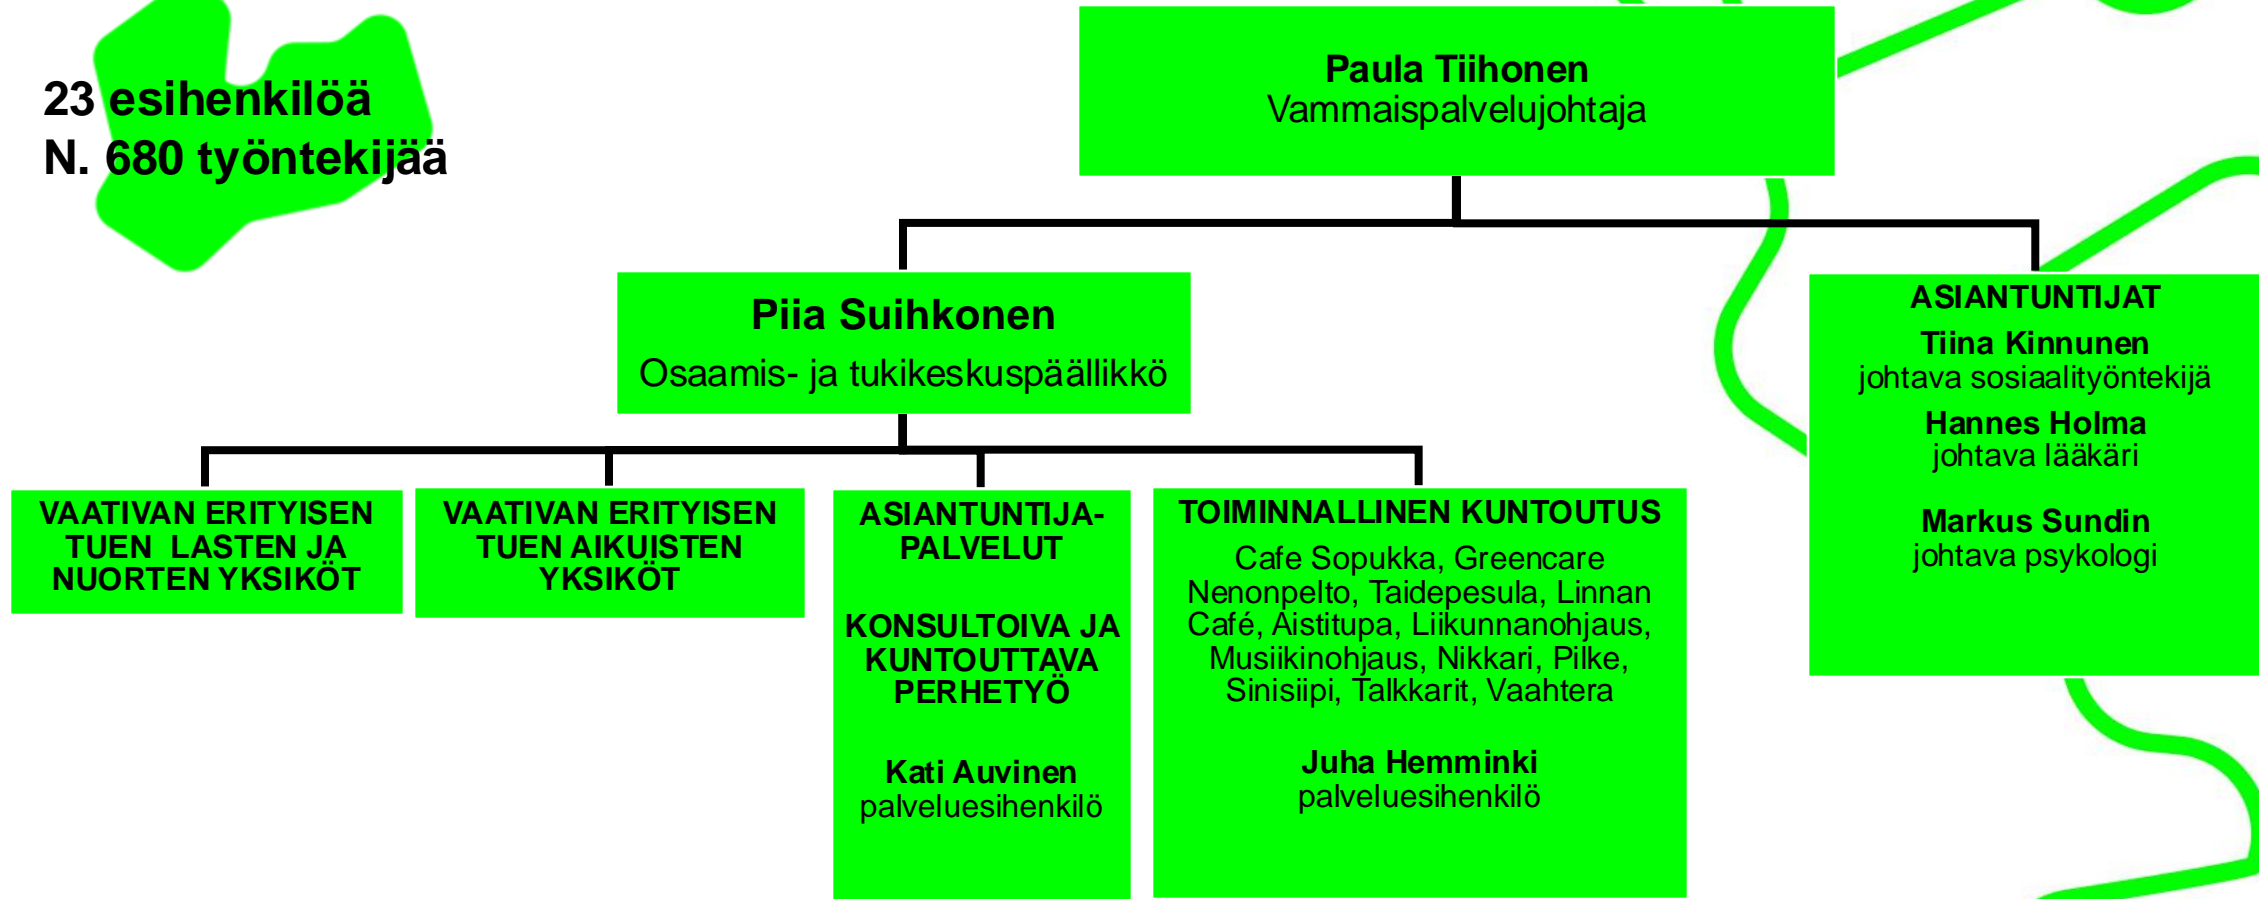 23 esihenkilöä
N. 680 työntekijää
Paula Tiihonen
Vammaispalvelujohtaja
Piia Suihkonen
Osaamis- ja tukikeskuspäällikkö
ASIANTUNTIJAT
Tiina Kinnunen
johtava sosiaalityöntekijä
Hannes Holma
johtava lääkäri
Markus Sundin
johtava psykologi
VAATIVAN ERITYISEN
TUEN LASTEN JA
NUORTEN YKSIKÖT
VAATIVAN ERITYISEN
TUEN AIKUISTEN
YKSIKÖT
ASIANTUNTIJA-
PALVELUT
KONSULTOIVA JA
KUNTOUTTAVA
PERHETYÖ
Kati Auvinen
palveluesihenkilö
TOIMINNALLINEN KUNTOUTUS
Cafe Sopukka, Greencare
Nenonpelto, Taidepesula, Linnan
Café, Aistitupa, Liikunnanohjaus,
Musiikinohjaus, Nikkari, Pilke,
Sinisiipi, Talkkarit, Vaahtera
Juha Hemminki
palveluesihenkilö